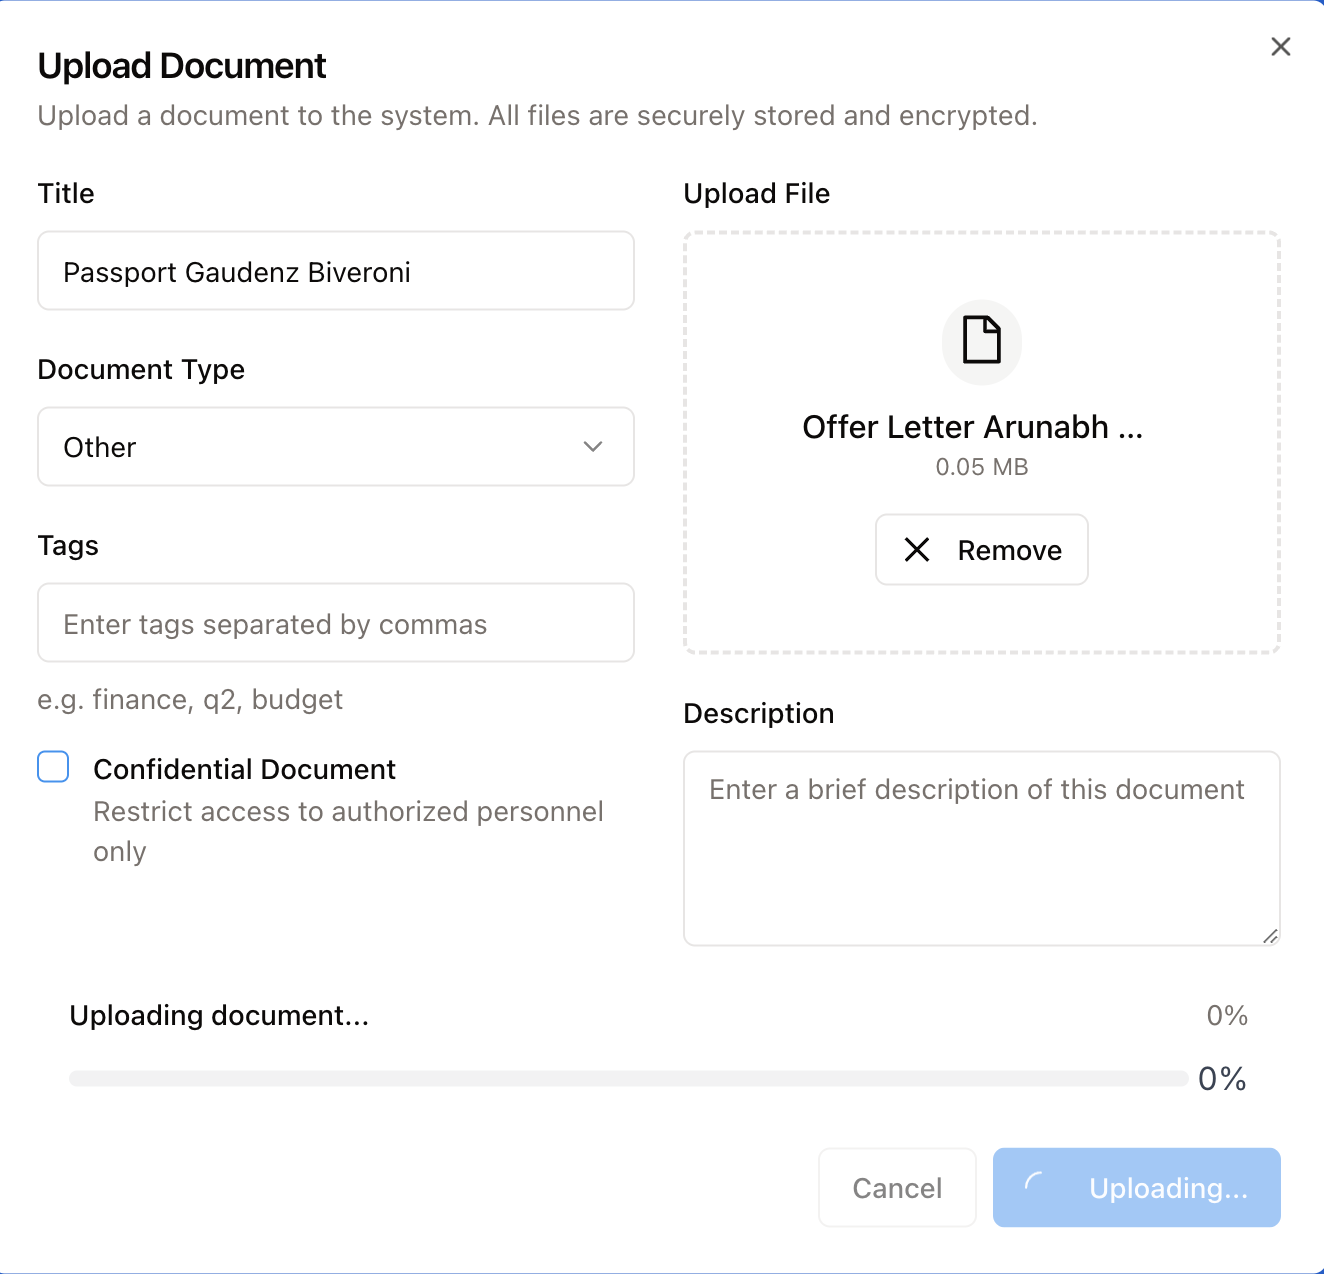 Upload Document
Upload a document to the system. All files are securely stored and encrypted.
Title
Passport Gaudenz Biveroni
Document Type
Other
Tags
Enter tags separated by commas
e.g. finance, q2, budget
Confidential Document
Restrict access to authorized personnel
only
Upload File
Offer Letter Arunabh ...
0.05 MB
Remove
Description
Enter a brief description of this document
Uploading document...
0%
0%
Cancel
Uploading...